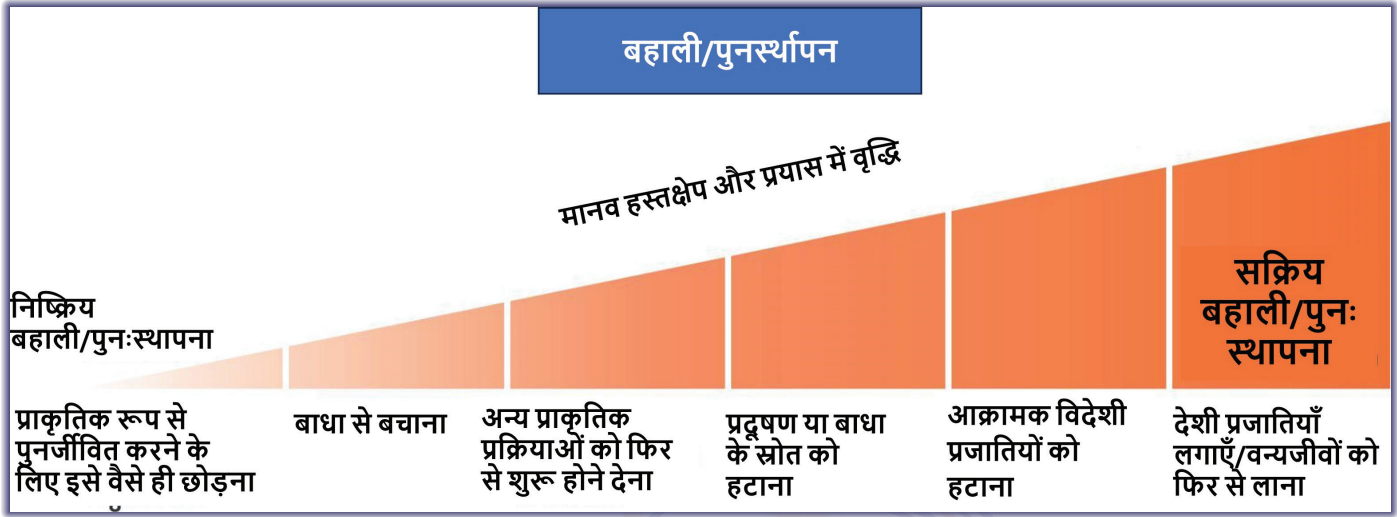 बहाली/पुनर्स्थापन
मानव हस्तक्षेप और प्रयास में वृद्धि
निष्क्रिय
बहाली/पुनःस्थापना
सक्रिय
बहाली/पुनः
स्थापना
प्राकृतिक रूप से
पुनर्जीवित करने के
लिए इसे वैसे ही छोड़ना
बाधा से बचाना
अन्य प्राकृतिक
प्रक्रियाओं को फिर
से शुरू होने देना
प्रदूषण या बाधा
के स्रोत को
हटाना
आक्रामक विदेशी
प्रजातियों को
हटाना
देशी प्रजातियाँ
लगाएँ/वन्यजीवों को
फिर से लाना